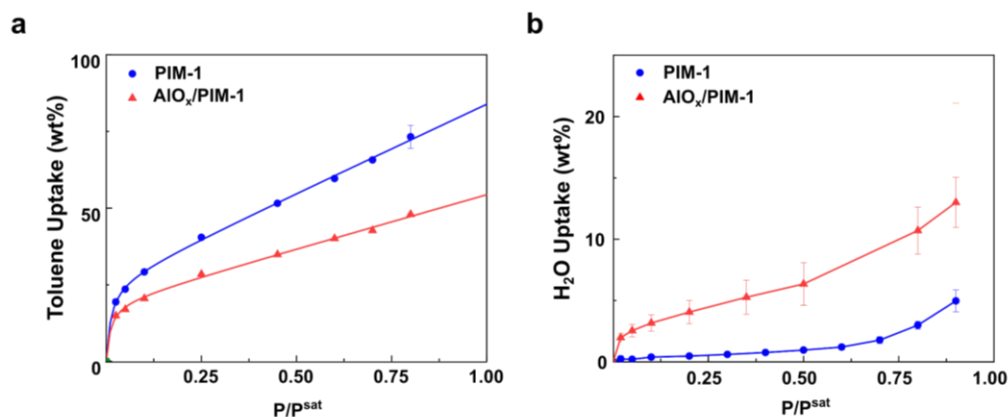 a
100
PIM-1
AlOx/PIM-1
Toluene Uptake (wt%)
50
0
0.25
0.50
0.75
1.00
P/Psat
b
PIM-1
AlOx/PIM-1
20
H2O Uptake (wt%)
10
0
0.25
0.50
0.75
1.00
P/Psat